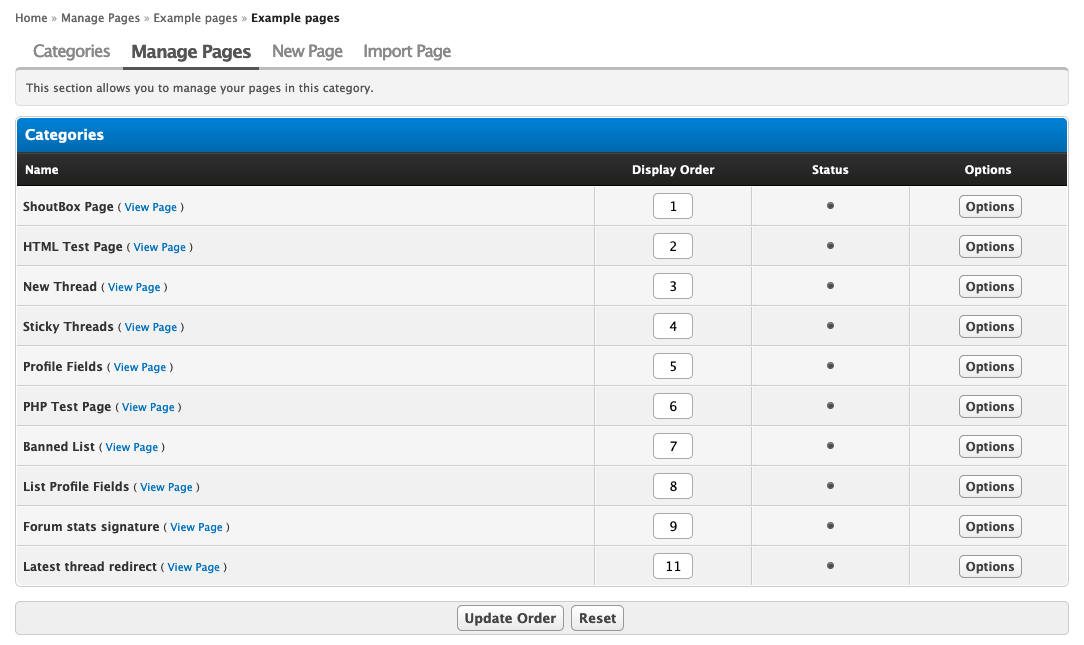 Home » Manage Pages » Example pages » Example pages
Categories Manage Pages New Page Import Page
This section allows you to manage your pages in this category.
Categories
Name Display Order Status Options
ShoutBox Page ( View Page ) 1 Options
HTML Test Page ( View Page ) 2 Options
New Thread ( View Page ) 3 Options
Sticky Threads ( View Page ) 4 Options
Profile Fields ( View Page ) 5 Options
PHP Test Page ( View Page ) 6 Options
Banned List ( View Page ) 7 Options
List Profile Fields ( View Page ) 8 Options
Forum stats signature ( View Page ) 9 Options
Latest thread redirect ( View Page ) 11 Options
Update Order Reset